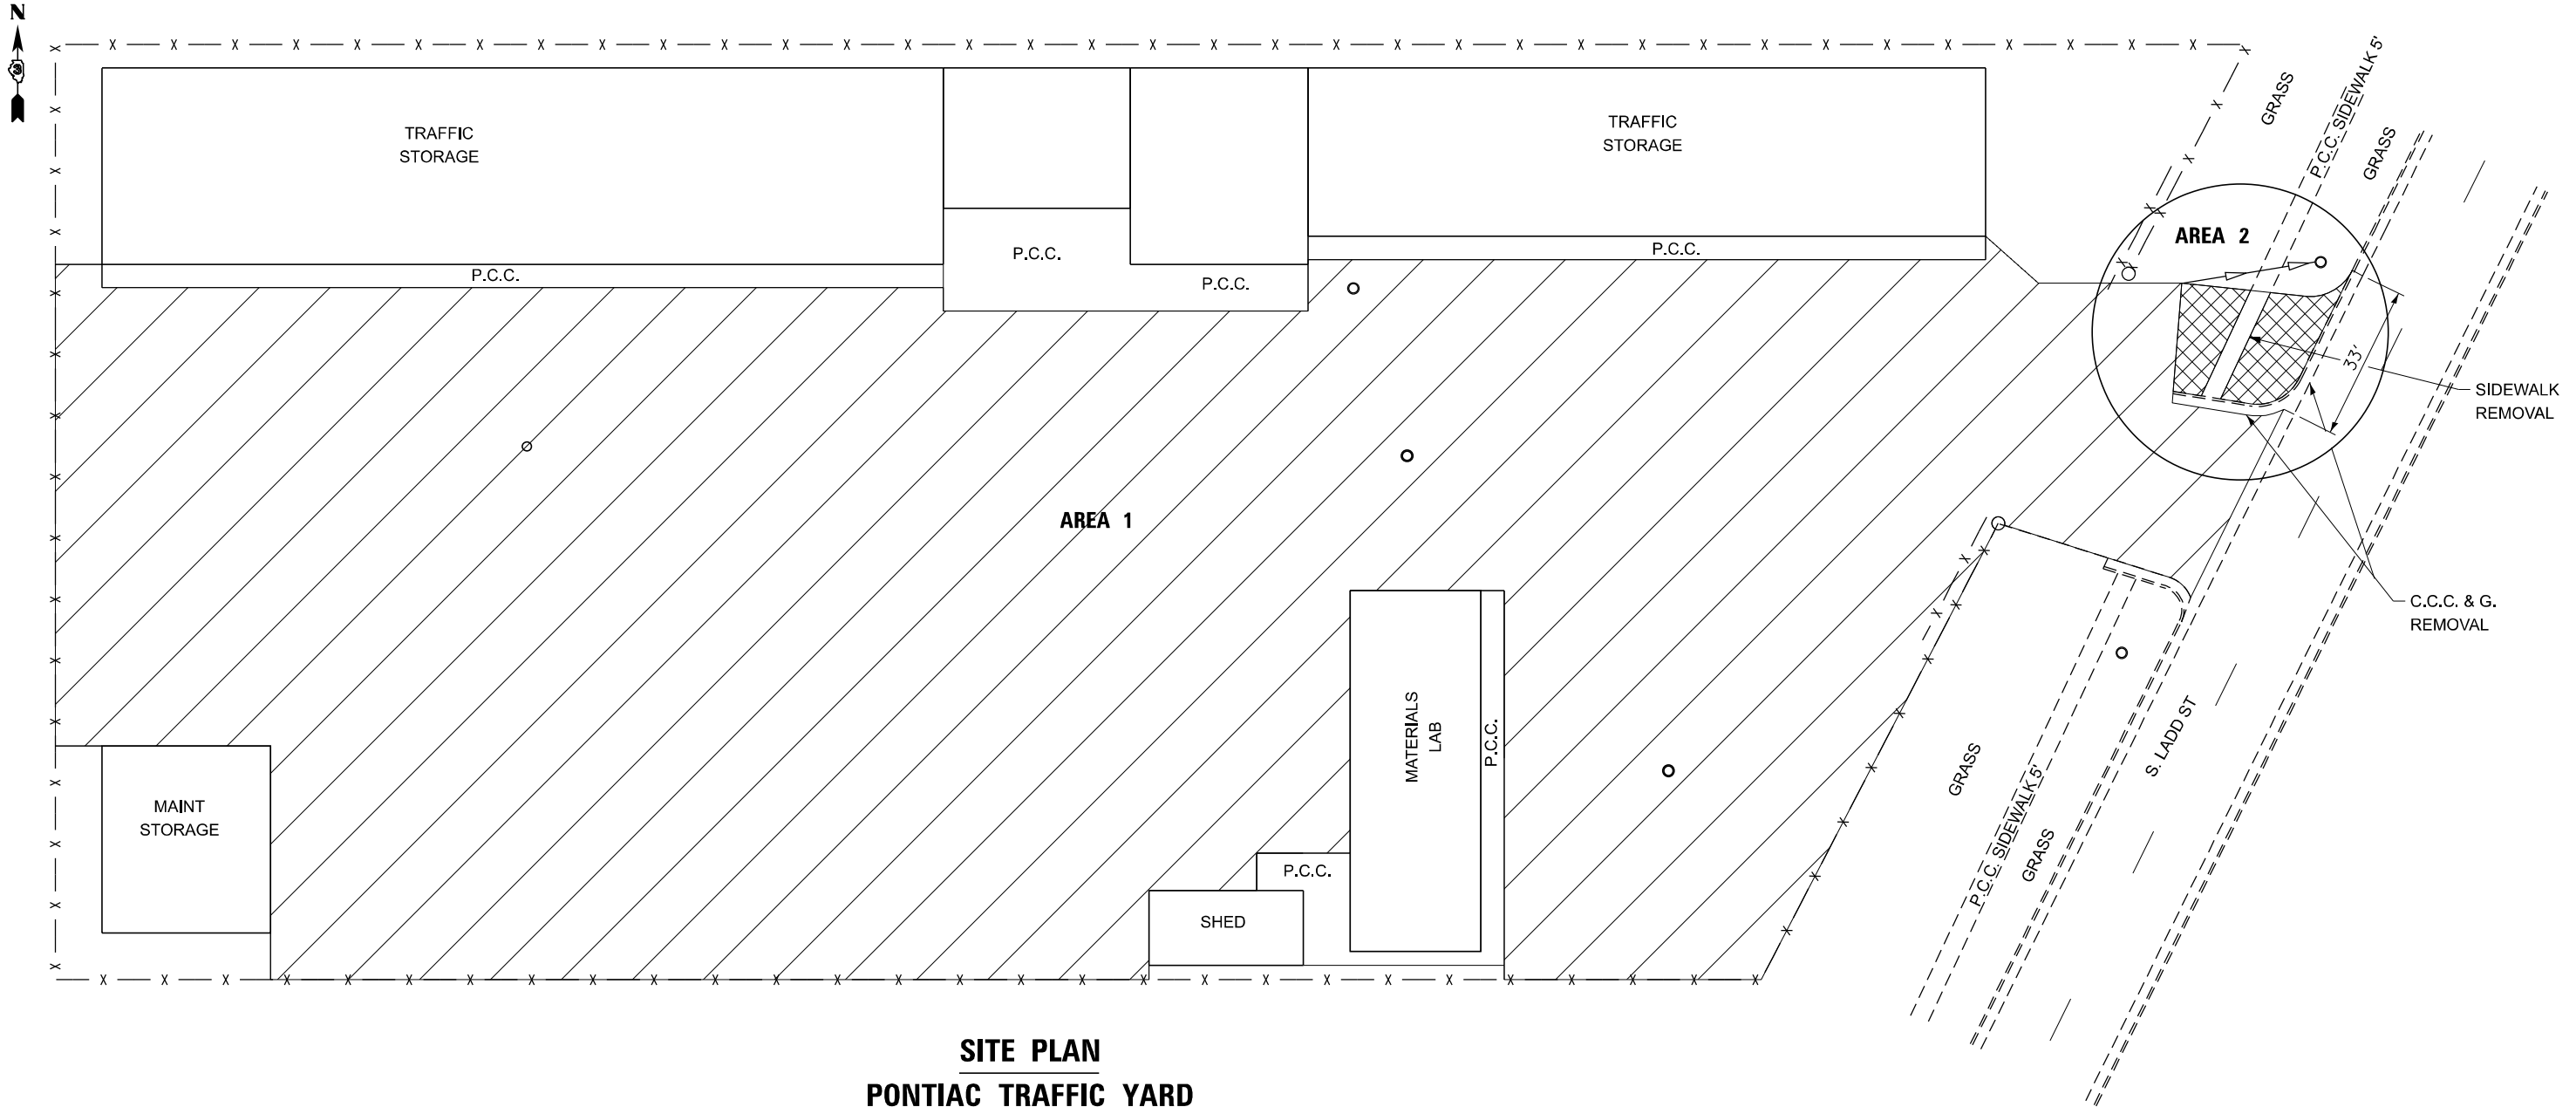 N
3
TRAFFIC
STORAGE
P.C.C.
P.C.C.
P.C.C.
TRAFFIC
STORAGE
P.C.C.
GRASS
P.C.C. SIDEWALK 5'
GRASS
AREA 2
33'
SIDEWALK
REMOVAL
AREA 1
C.C.C. & G.
REMOVAL
MATERIALS
LAB
P.C.C.
S. LADD ST
GRASS
P.C.C. SIDEWALK 5'
GRASS
MAINT
STORAGE
P.C.C.
SHED
SITE PLAN
PONTIAC TRAFFIC YARD